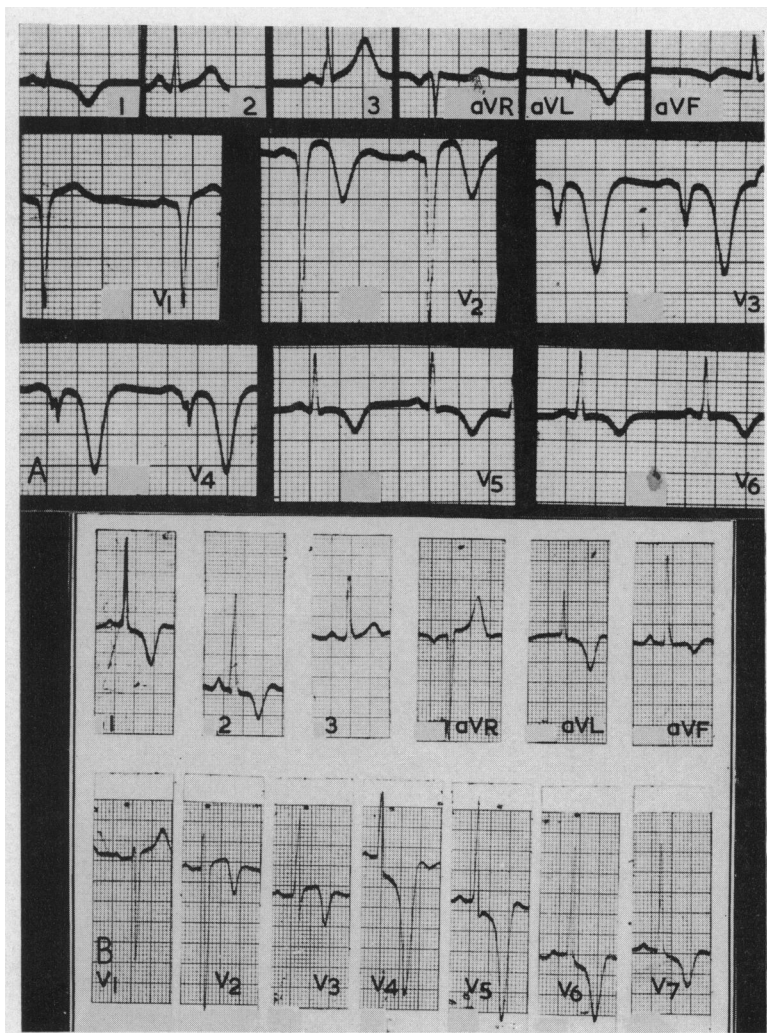 1 2 3 aVR aVL aVF
V1 V2 V3
A V4 V5 V6
1 2 3 aVR aVL aVF
B
V1 V2 V3 V4 V5 V6 V7